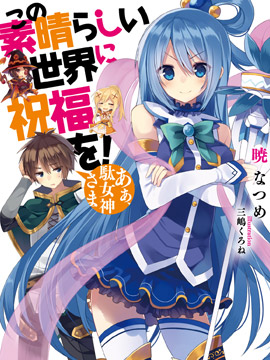 この
素晴らしい
世界に
祝福
を!
あぁ
駄女神
さま
暁 なつめ
illustration
三嶋くろね